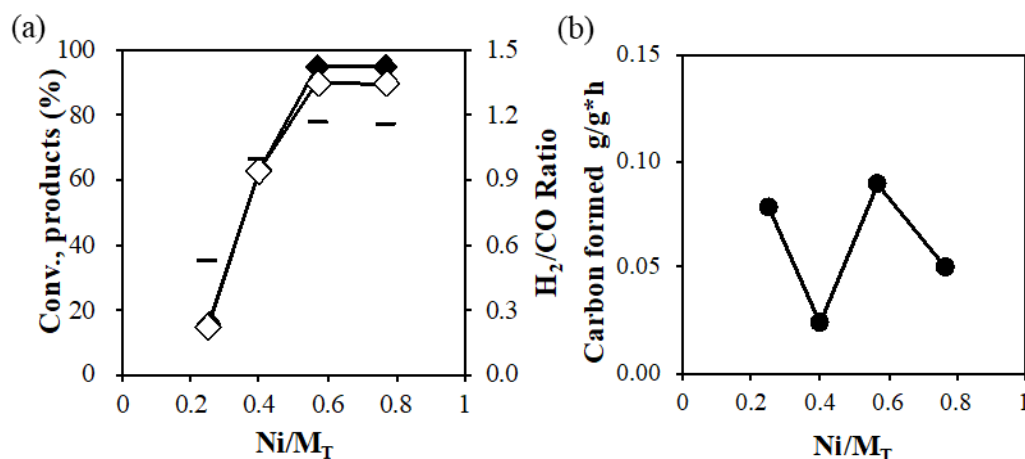 (a)
Conv., products (%)
100
80
60
40
20
0
1.5
1.2
0.9
0.6
0.3
0.0
H2/CO Ratio
0 0.2 0.4 0.6 0.8 1
Ni/MT
(b)
Carbon formed g/g*h
0.15
0.10
0.05
0.00
0 0.2 0.4 0.6 0.8 1
Ni/MT